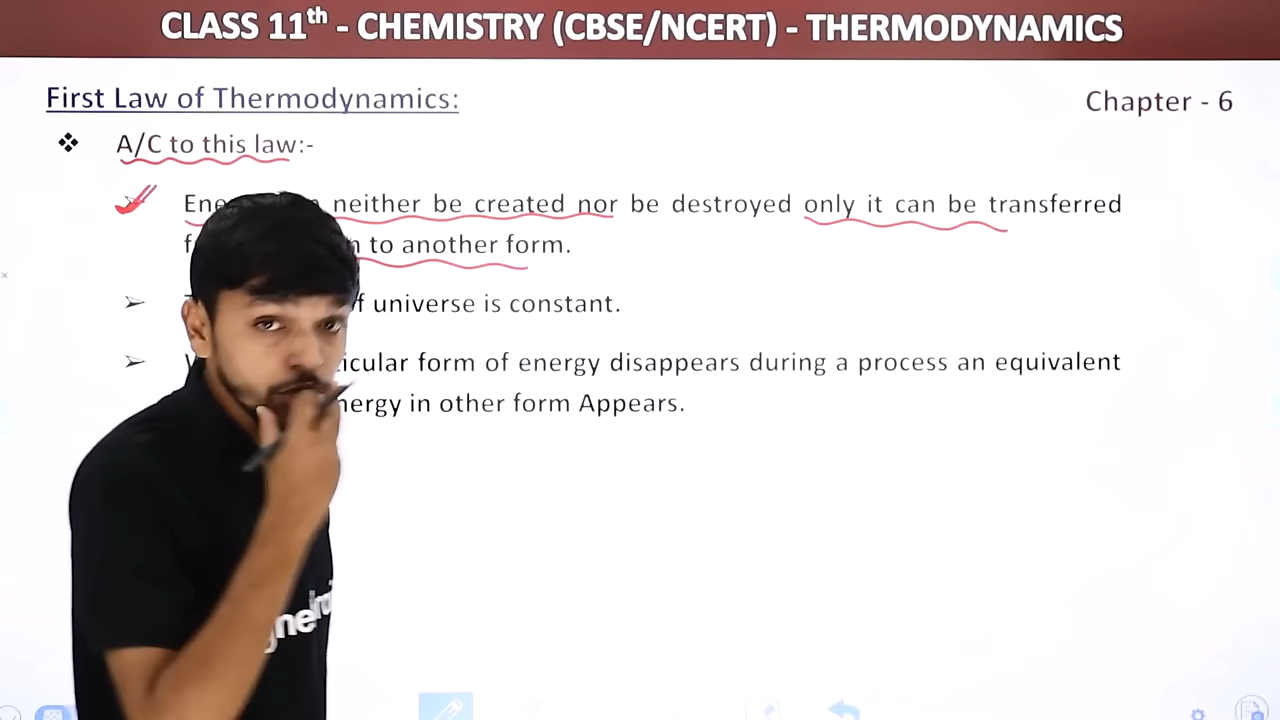 CLASS 11th - CHEMISTRY (CBSE/NCERT) - THERMODYNAMICS
First Law of Thermodynamics:
Chapter - 6
A/C to this law:-
neither be created nor be destroyed only it can be transferred
to another form.
universe is constant.
form of energy disappears during a process an equivalent
in other form Appears.